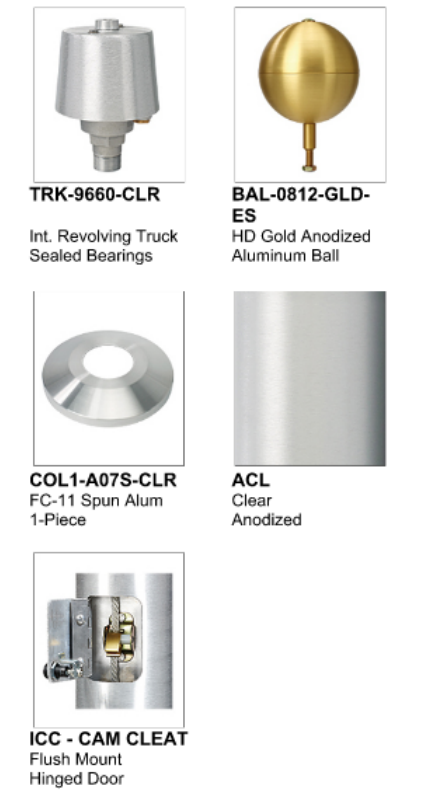 TRK-9660-CLR
Int. Revolving Truck
Sealed Bearings
BAL-0812-GLD-
ES
HD Gold Anodized
Aluminum Ball
COL1-A07S-CLR
FC-11 Spun Alum
1-Piece
ACL
Clear
Anodized
ICC - CAM CLEAT
Flush Mount
Hinged Door